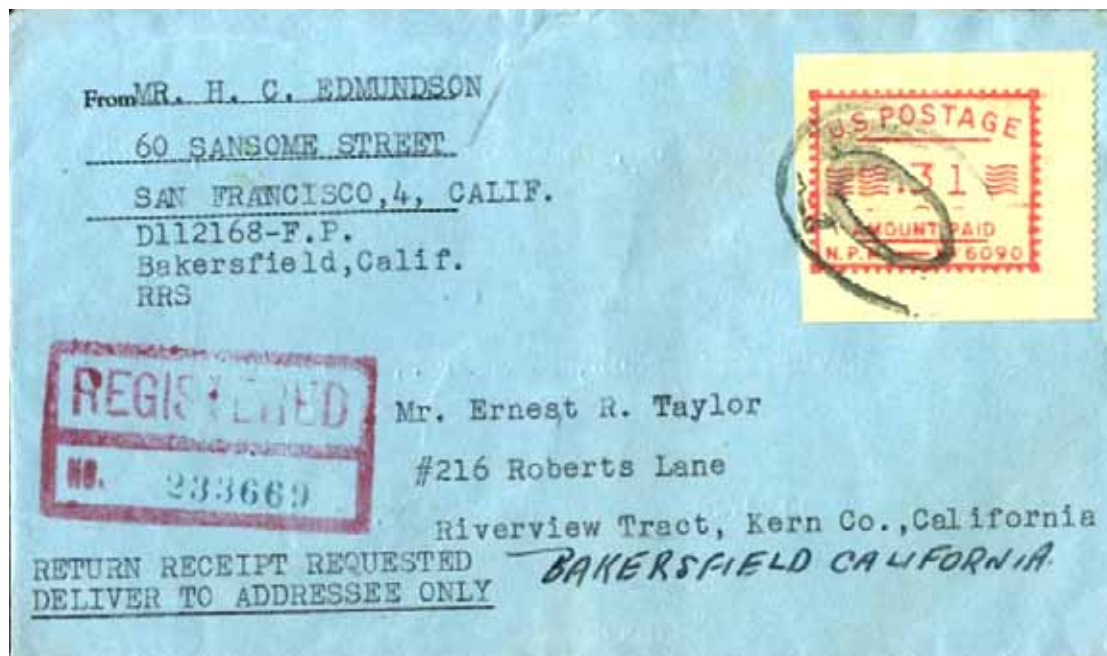 From MR. H. C. EDMUNDSON
60 SANSOME STREET
SAN FRANCISCO,4, CALIF.
D112168-F.P.
Bakersfield,Calif.
RRS
U.S. POSTAGE
.31
AMOUNT PAID
6090
REGISTERED
NO. 233669
Mr. Ernest R. Taylor
#216 Roberts Lane
Riverview Tract, Kern Co.,California
BAKERSFIELD CALIFORNIA.
RETURN RECEIPT REQUESTED
DELIVER TO ADDRESSEE ONLY